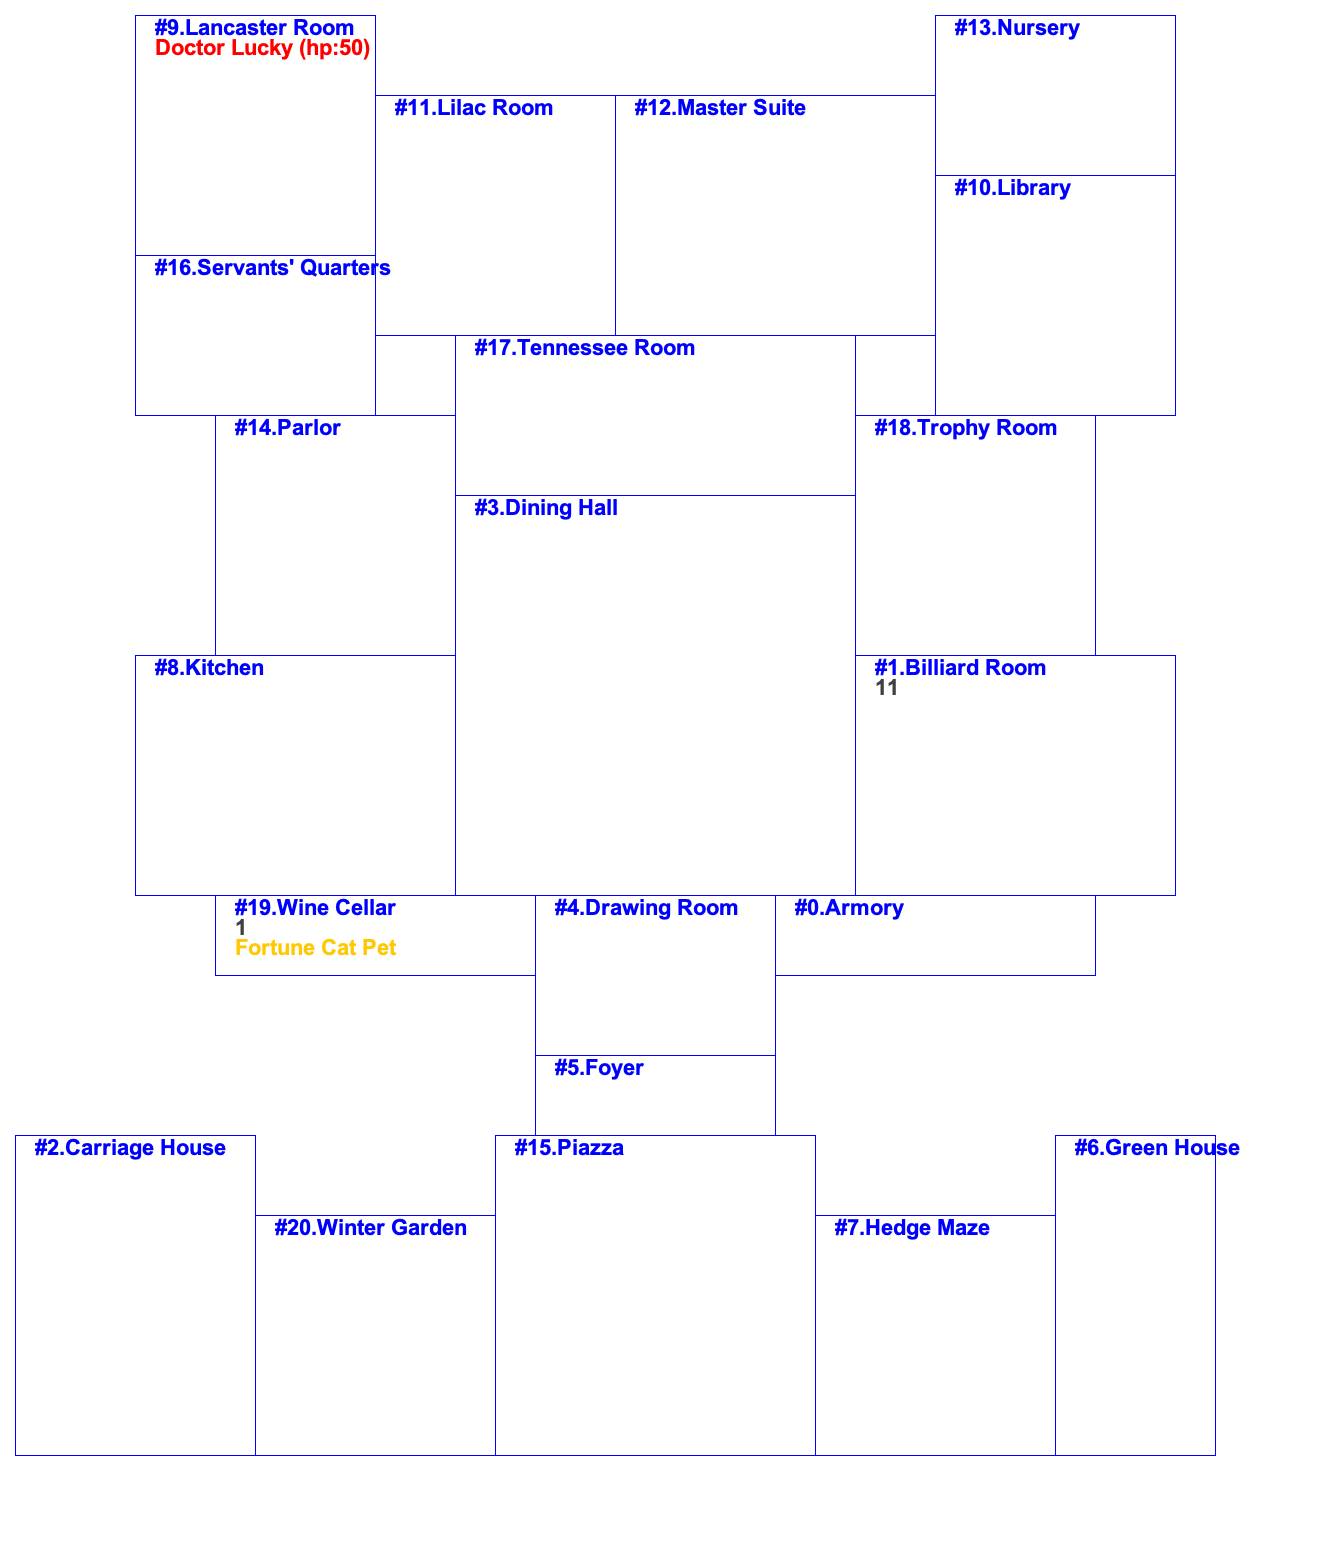 #9.Lancaster Room
Doctor Lucky (hp:50)
#13.Nursery
#11.Lilac Room
#12.Master Suite
#10.Library
#16.Servants' Quarters
#17.Tennessee Room
#14.Parlor
#18.Trophy Room
#3.Dining Hall
#8.Kitchen
#1.Billiard Room
11
#19.Wine Cellar
1
Fortune Cat Pet
#4.Drawing Room
#0.Armory
#5.Foyer
#2.Carriage House
#15.Piazza
#6.Green House
#20.Winter Garden
#7.Hedge Maze